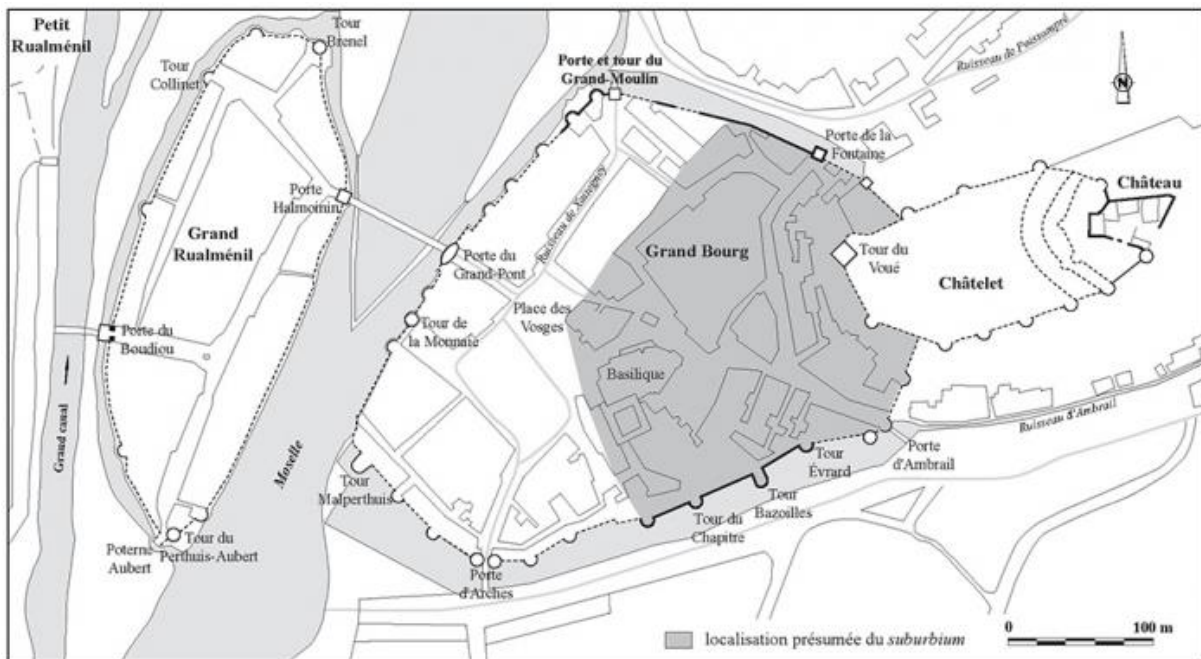 Petit
Rualménil
Tour
Brenel
Tour
Collinet
Porte et tour du
Grand-Moulin
Ruisseau de Poissompré
N
Porte de la
Fontaine
Château
Porte
Halmoinin
Ruisseau de Xategney
Grand
Rualménil
Grand Bourg
Porte du
Grand-Pont
Tour du
Voué
Châtelet
Place des
Vosges
Tour de
la Monnaie
Porte du
Boudiou
Basilique
Grand canal
Moselle
Ruisseau d'Ambrail
Porte
d'Ambrail
Tour
Évrard
Tour
Malperthuis
Tour
Bazoilles
Tour du
Chapitre
Tour du
Perthuis-Aubert
Poterne
Aubert
Porte
d'Arches
localisation présumée du suburbium
0
100 m